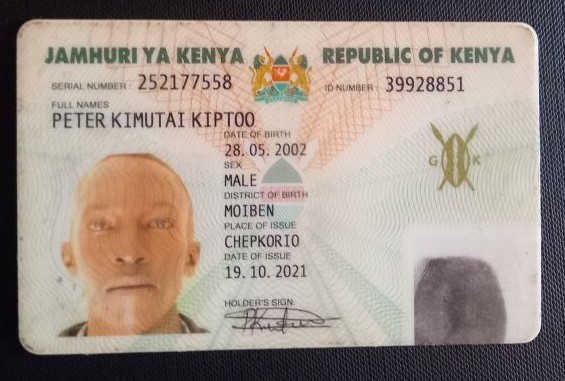 JAMHURI YA KENYA REPUBLIC OF KENYA
SERIAL NUMBER: 252177558 ID NUMBER: 39928851
FULL NAMES
PETER KIMUTAI KIPTOO
DATE OF BIRTH
28.05.2002
SEX
MALE
G K
DISTRICT OF BIRTH
MOIBEN
PLACE OF ISSUE
CHEPKORIO
DATE OF ISSUE
19.10.2021
HOLDER'S SIGN.